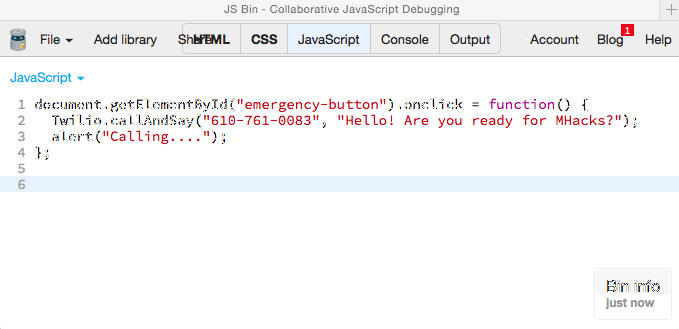 JS Bin - Collaborative JavaScript Debugging
File Add library Share HTML CSS JavaScript Console Output Account Blog 1 Help
JavaScript
1 document.getElementById("emergency-button").onclick = function() {
2 Twilio.callAndSay("610-761-0083", "Hello! Are you ready for MHacks?");
3 alert("Calling....");
4 };
5
6
Bin info
just now